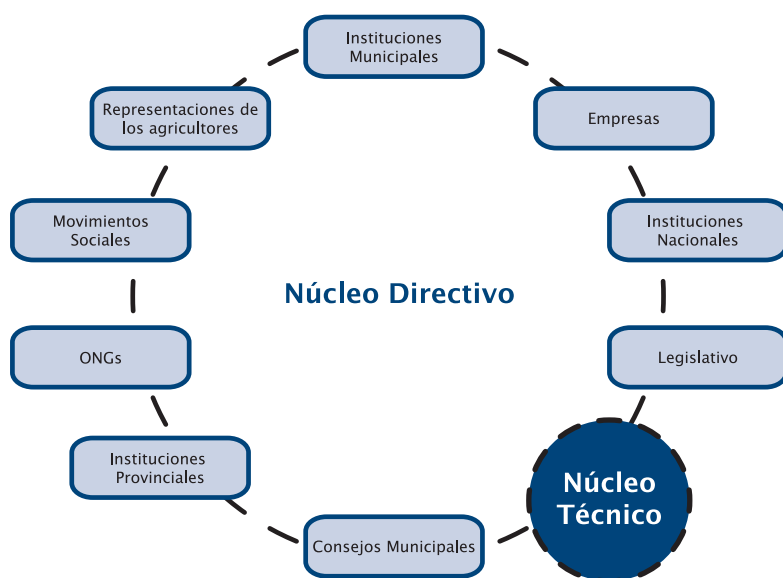 Instituciones
Municipales
Representaciones de
los agricultores
Empresas
Movimientos
Sociales
Instituciones
Nacionales
Núcleo Directivo
ONGs
Legislativo
Instituciones
Provinciales
Núcleo
Técnico
Consejos Municipales